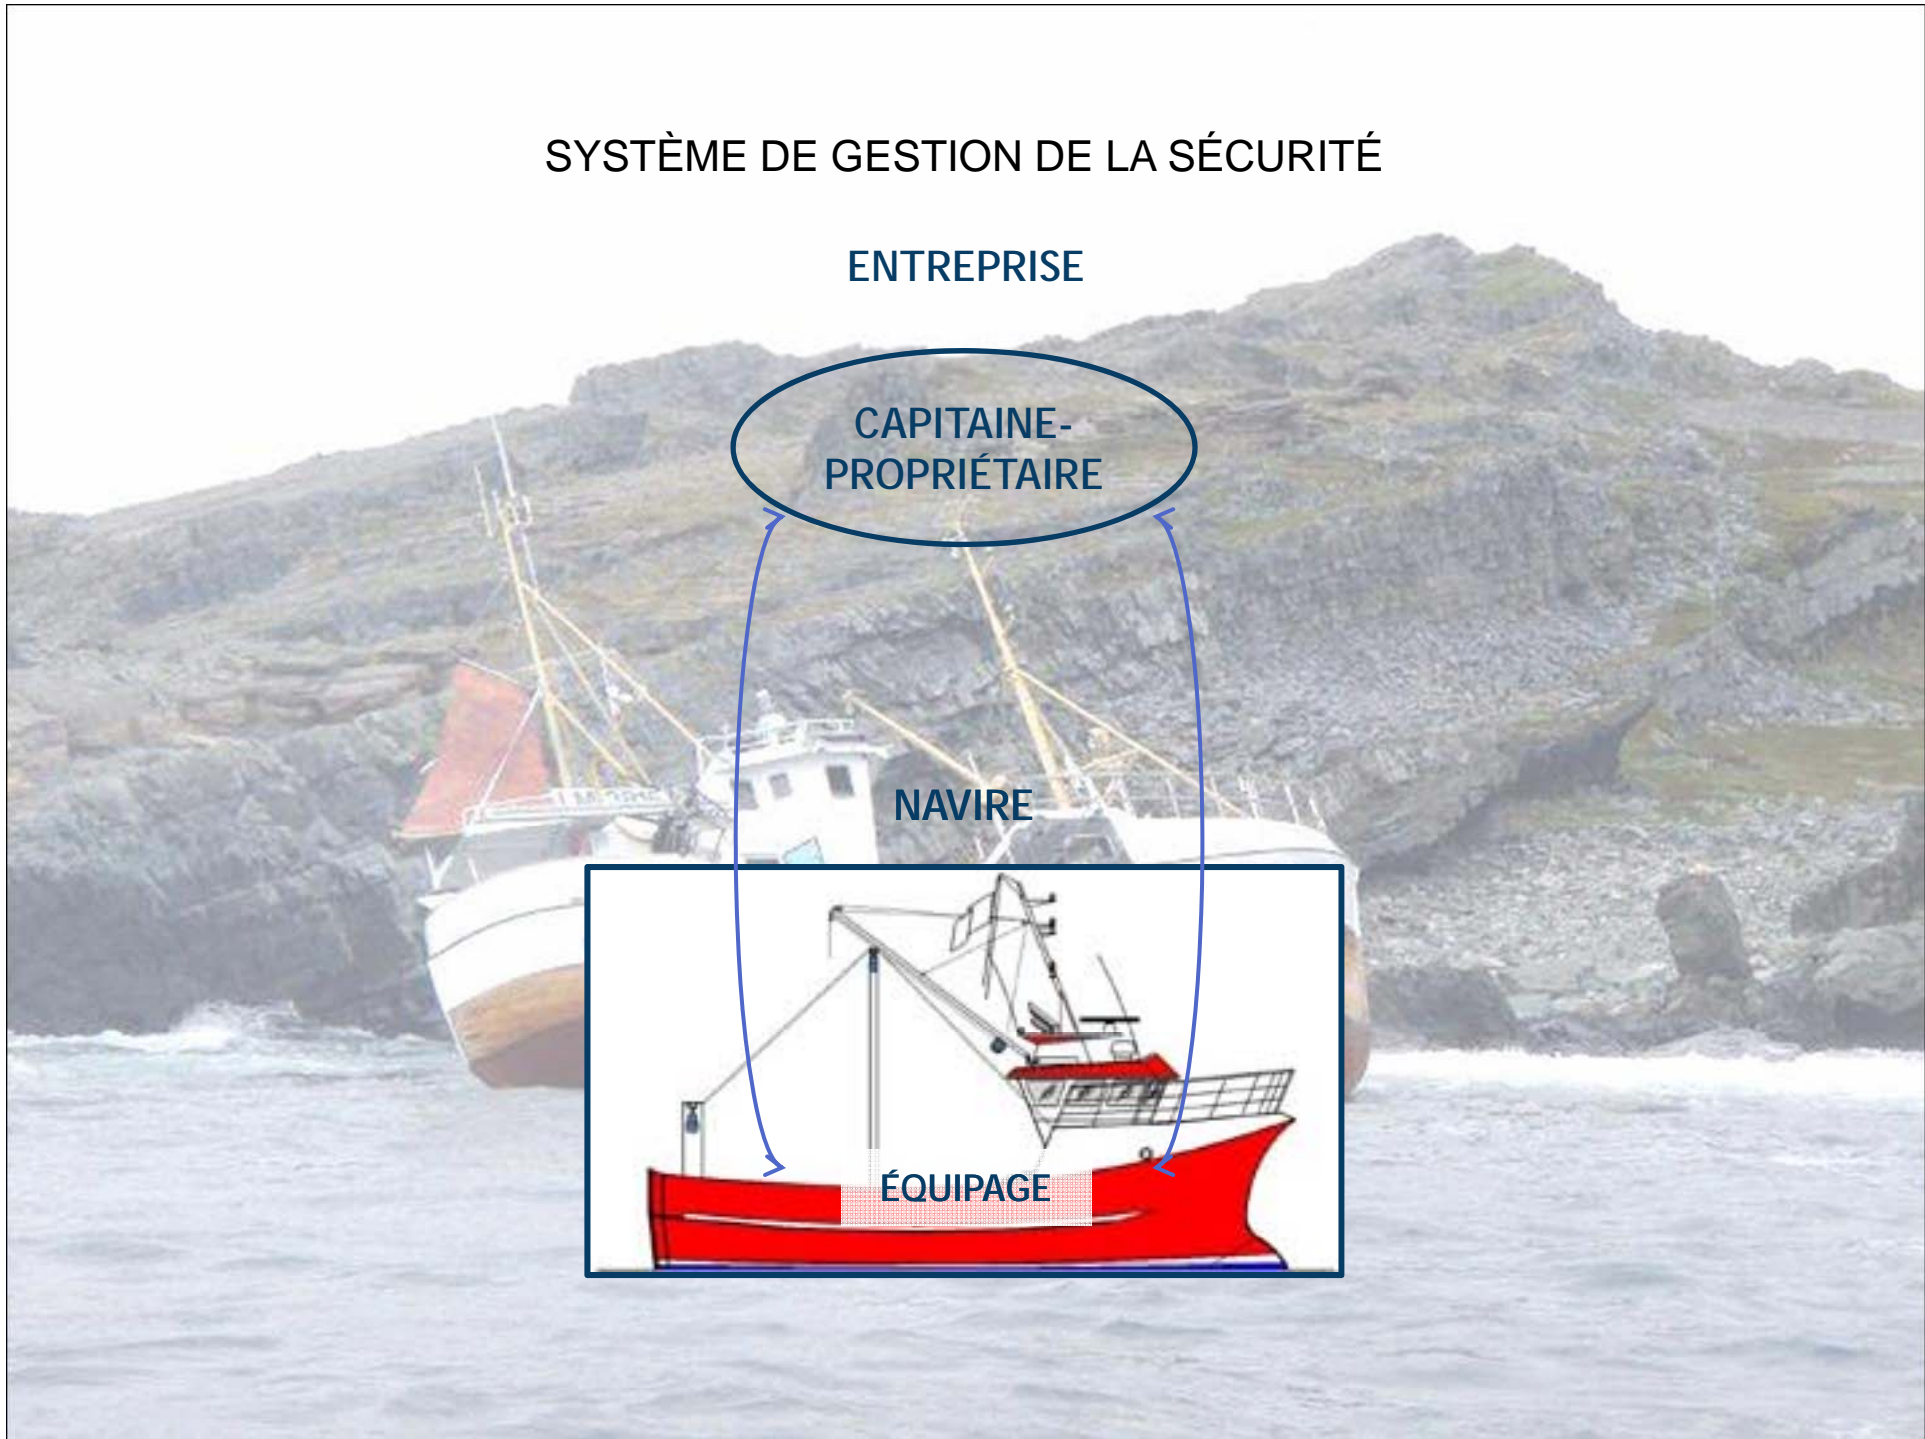 SYSTÈME DE GESTION DE LA SÉCURITÉ
ENTREPRISE
CAPITAINE-
PROPRIÉTAIRE
NAVIRE
ÉQUIPAGE